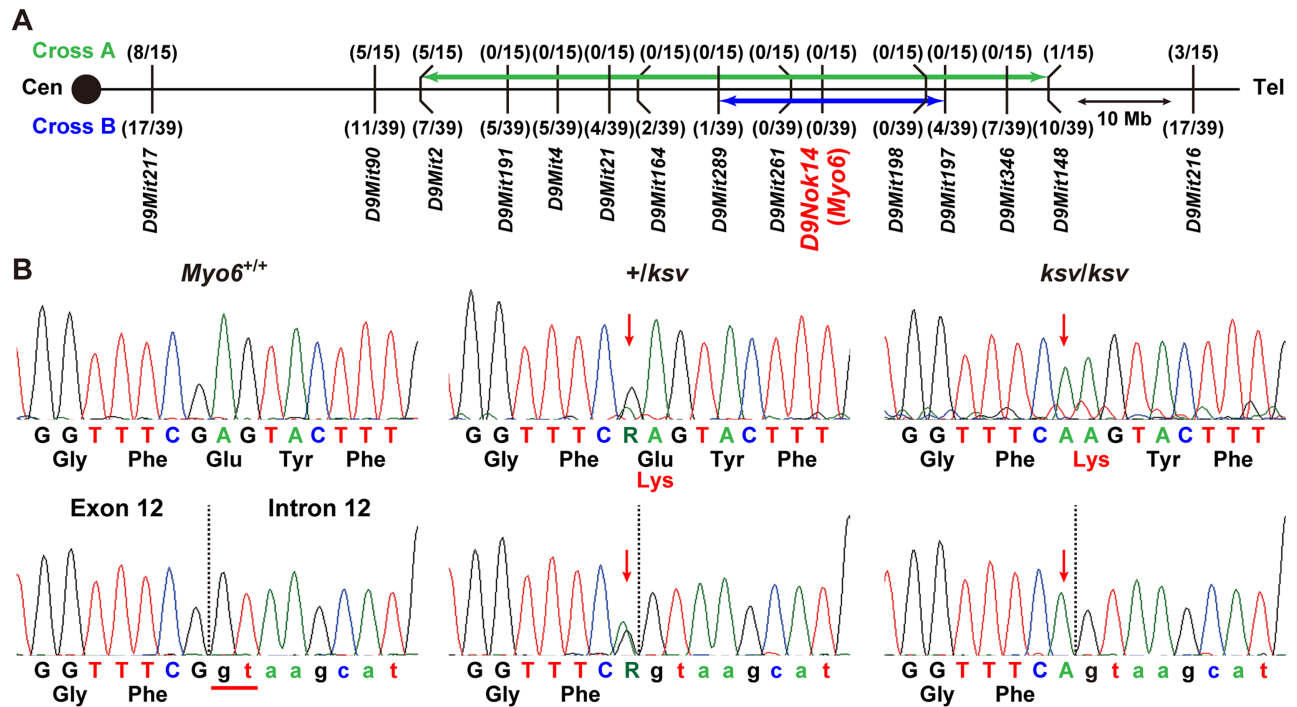 A
Cross A (8/15) (5/15) (5/15) (0/15) (0/15) (0/15) (0/15) (0/15) (0/15) (0/15) (0/15) (0/15) (0/15) (1/15) (3/15)
Cen Tel
Cross B (17/39) (11/39) (7/39) (5/39) (5/39) (4/39) (2/39) (1/39) (0/39) (0/39) (0/39) (4/39) (7/39) (10/39) 10 Mb (17/39)
D9Mit217 D9Mit90 D9Mit2 D9Mit191 D9Mit4 D9Mit21 D9Mit164 D9Mit289 D9Mit261 D9Nok14 (Myo6) D9Mit198 D9Mit197 D9Mit346 D9Mit148 D9Mit216
B
Myo6+/+ +/ksv ksv/ksv
G G T T T C G A G T A C T T T G G T T T C R A G T A C T T T G G T T T C A A G T A C T T T
Gly Phe Glu Tyr Phe Gly Phe Glu Tyr Phe Gly Phe Lys Tyr Phe
Lys
Exon 12 Intron 12
G G T T T C G g t a a g c a t G G T T T C R g t a a g c a t G G T T T C A g t a a g c a t
Gly Phe Gly Phe Gly Phe